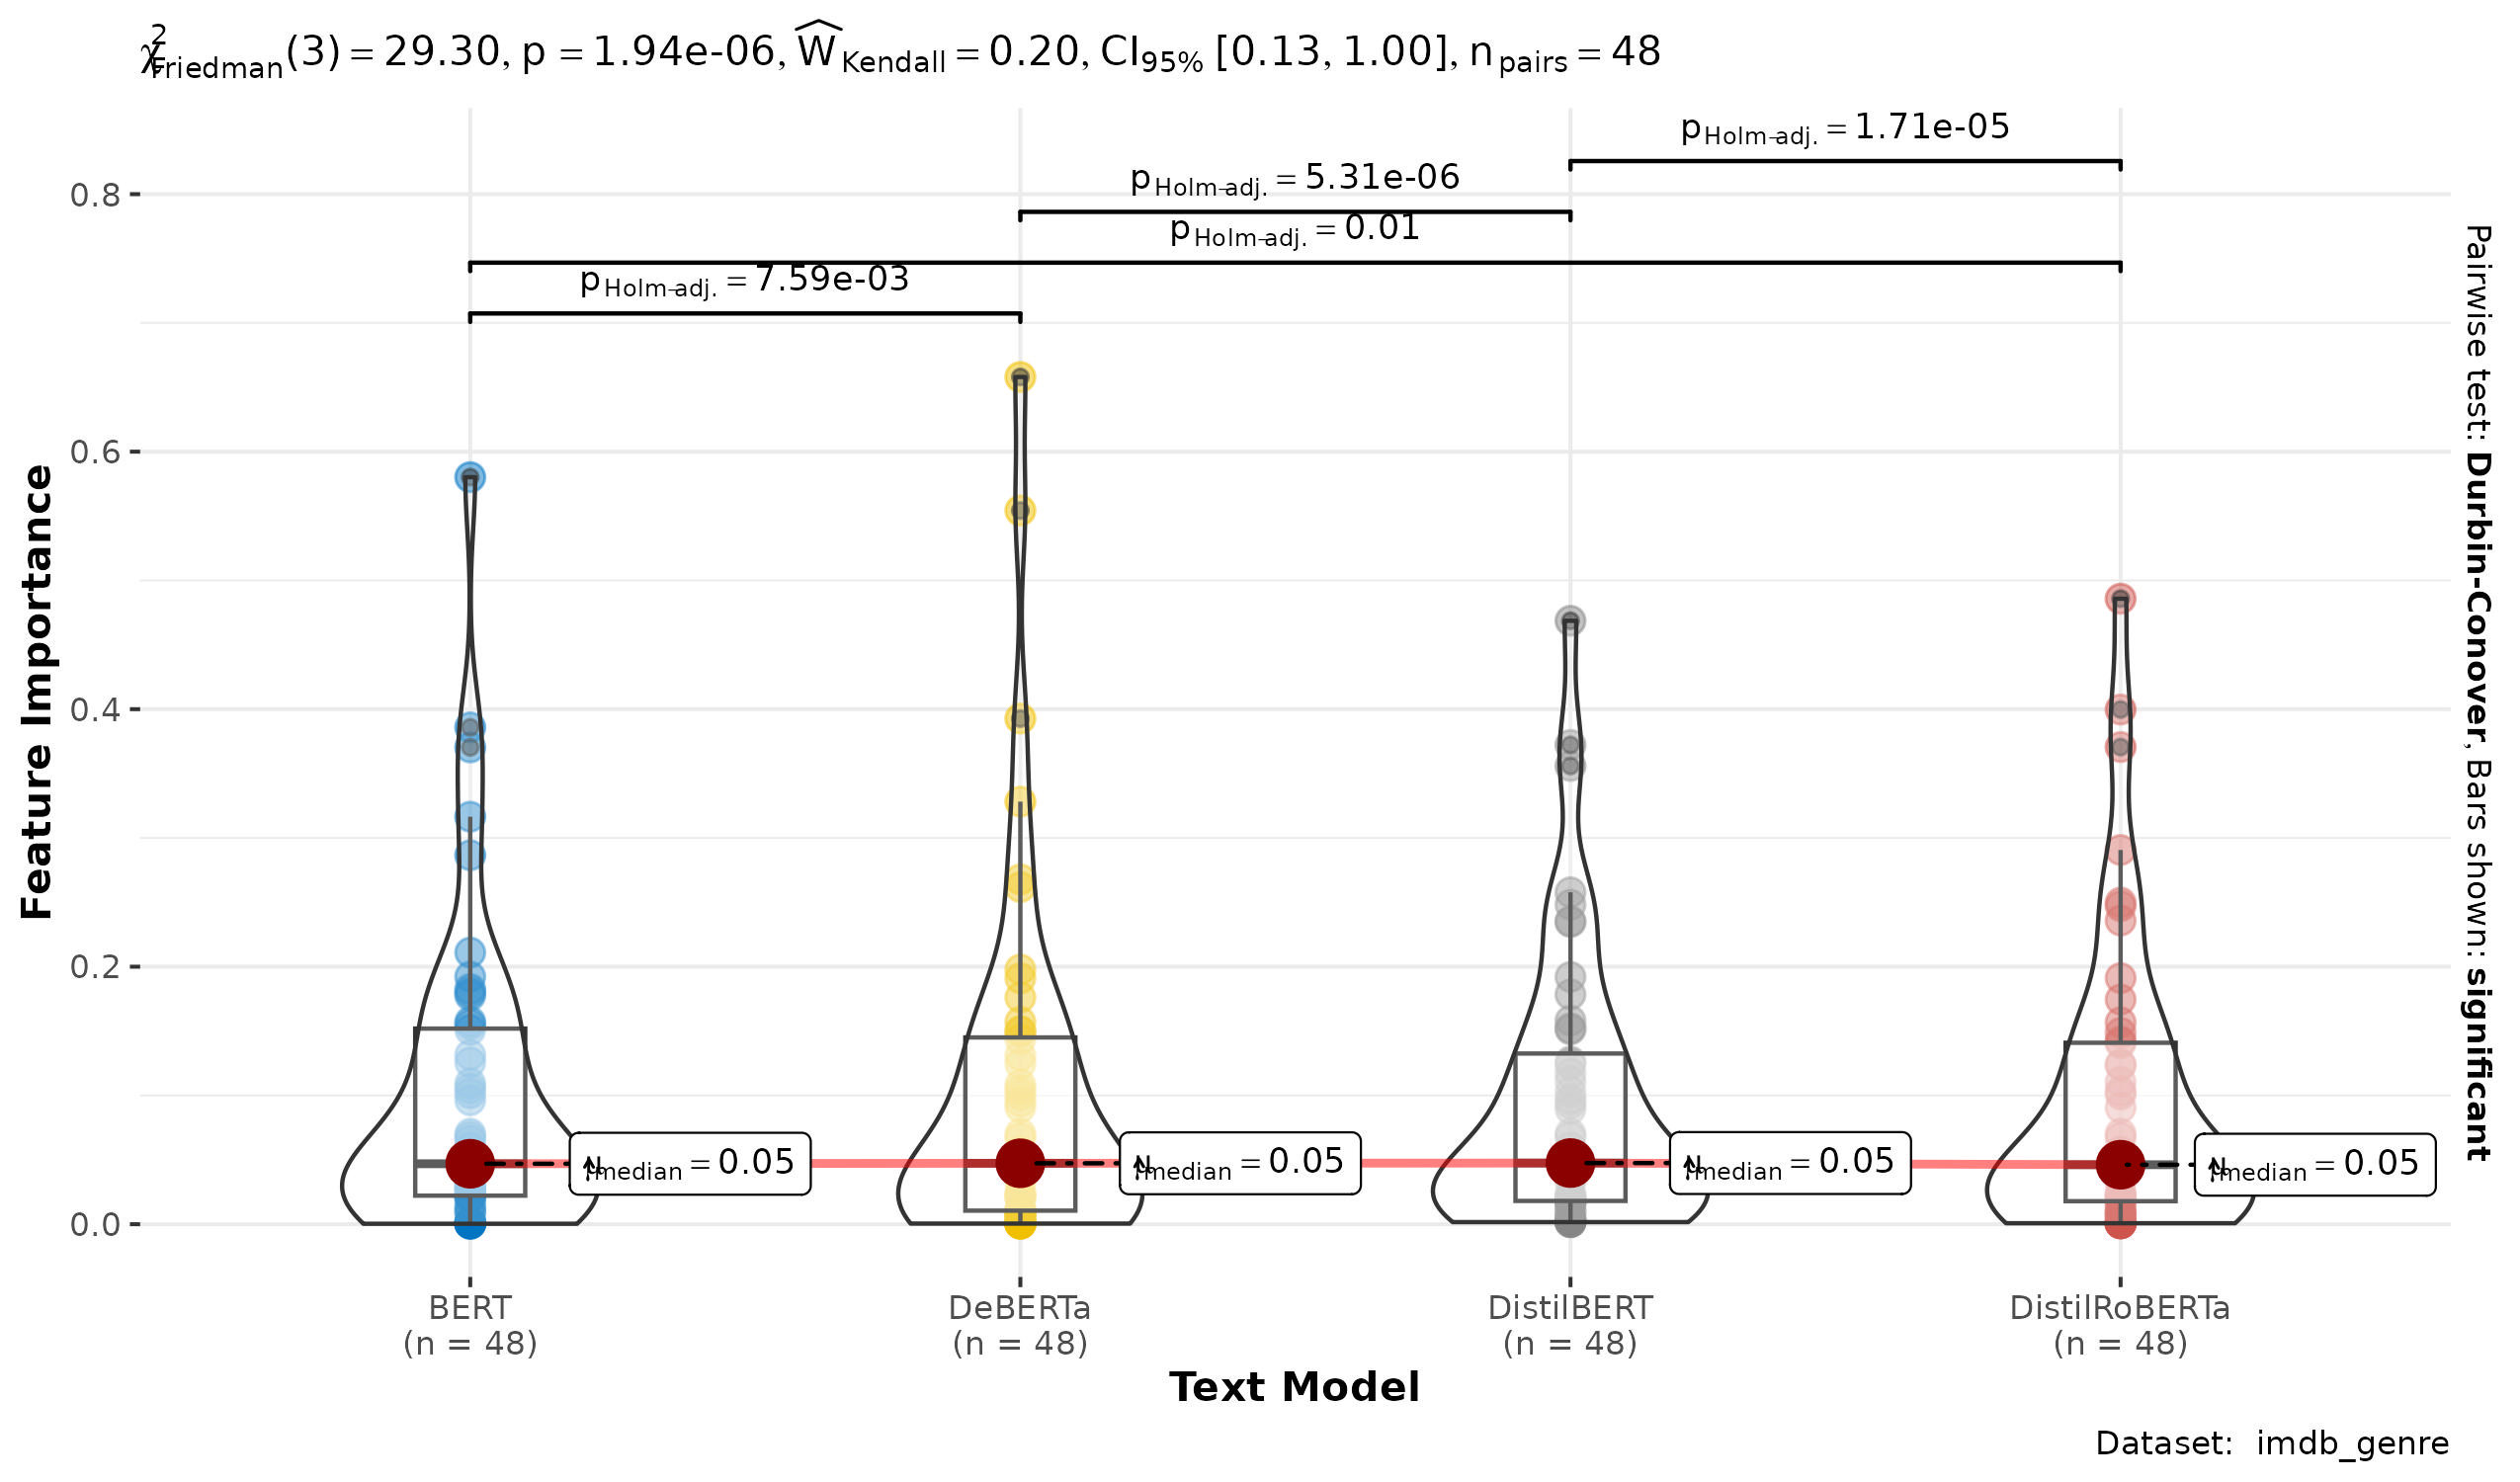 χ²Friedman(3) = 29.30, p = 1.94e-06, ŴKendall = 0.20, CI95% [0.13, 1.00], npairs = 48
pHolm-adj. = 1.71e-05
pHolm-adj. = 5.31e-06
pHolm-adj. = 0.01
pHolm-adj. = 7.59e-03
0.8
0.6
0.4
0.2
0.0
Feature Importance
μ̂median = 0.05
μ̂median = 0.05
μ̂median = 0.05
μ̂median = 0.05
Pairwise test: Durbin-Conover, Bars shown: significant
BERT
(n = 48)
DeBERTa
(n = 48)
DistilBERT
(n = 48)
DistilRoBERTa
(n = 48)
Text Model
Dataset: imdb_genre